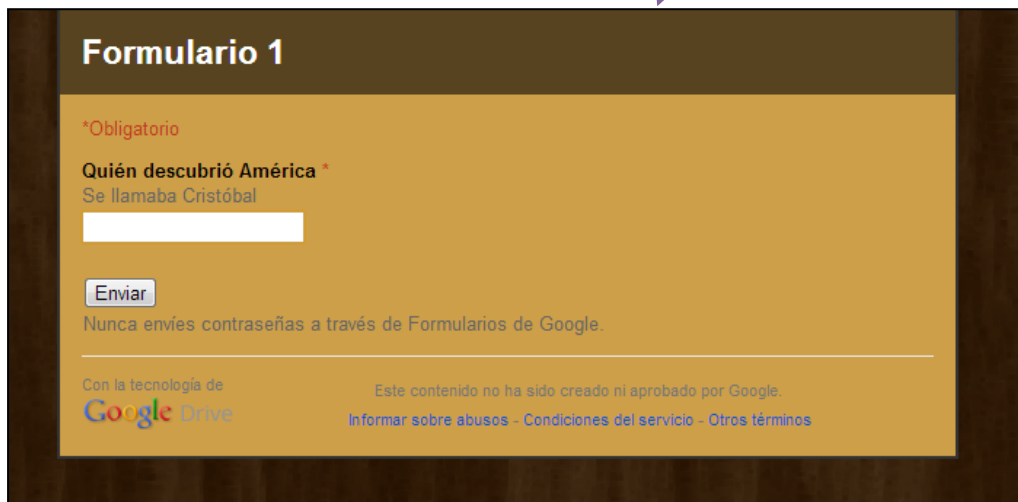 Formulario 1
*Obligatorio
Quién descubrió América *
Se llamaba Cristóbal
Enviar
Nunca envíes contraseñas a través de Formularios de Google.
Con la tecnología de
Google Drive
Este contenido no ha sido creado ni aprobado por Google.
Informar sobre abusos - Condiciones del servicio - Otros términos